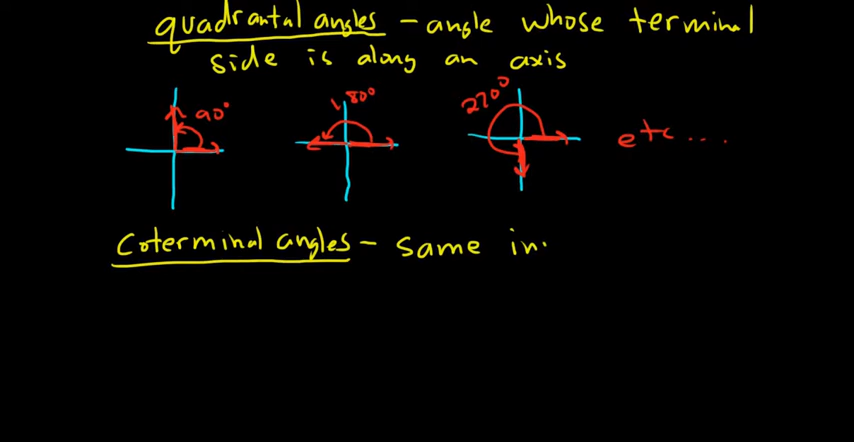 quadrantal angles - angle whose terminal
side is along an axis
90° 180° 270° etc....
Coterminal angles - same in